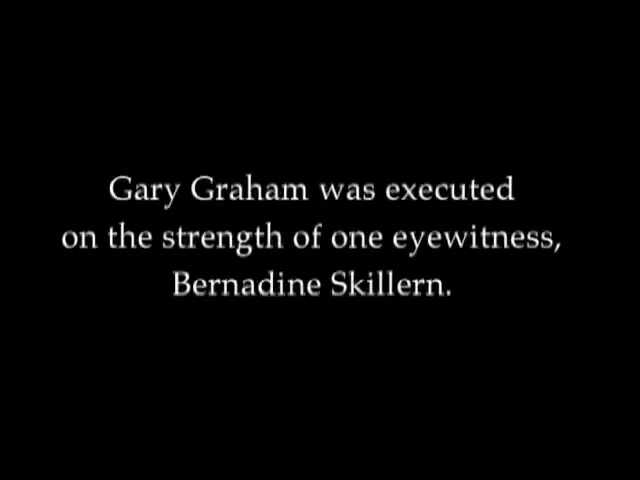 Gary Graham was executed
on the strength of one eyewitness,
Bernadine Skillern.